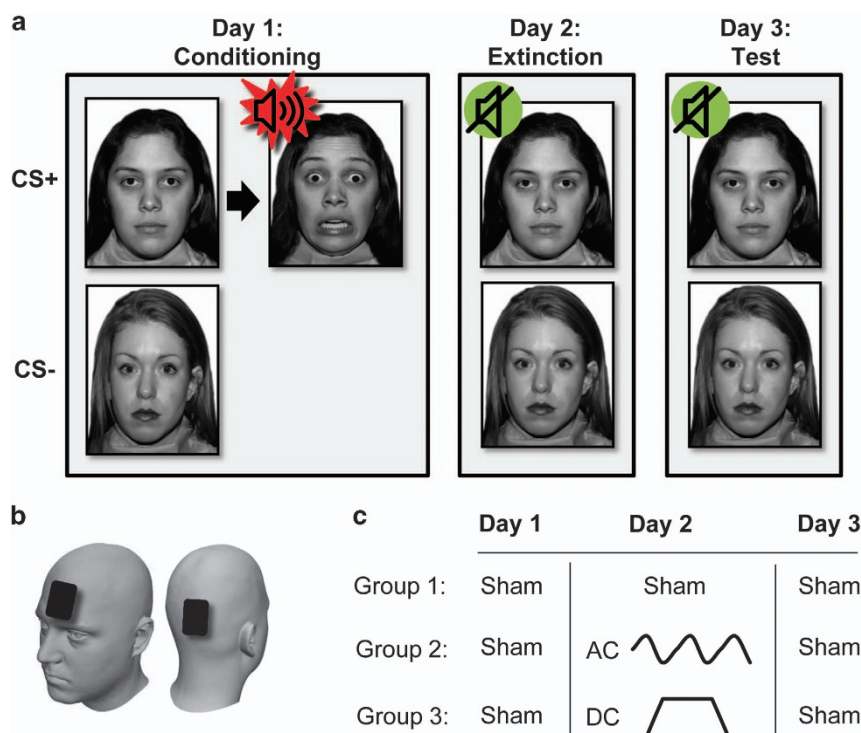 a
Day 1:
Conditioning
Day 2:
Extinction
Day 3:
Test
CS+
CS-
b
c
Day 1 Day 2 Day 3
Group 1: Sham Sham Sham
Group 2: Sham AC Sham
Group 3: Sham DC Sham